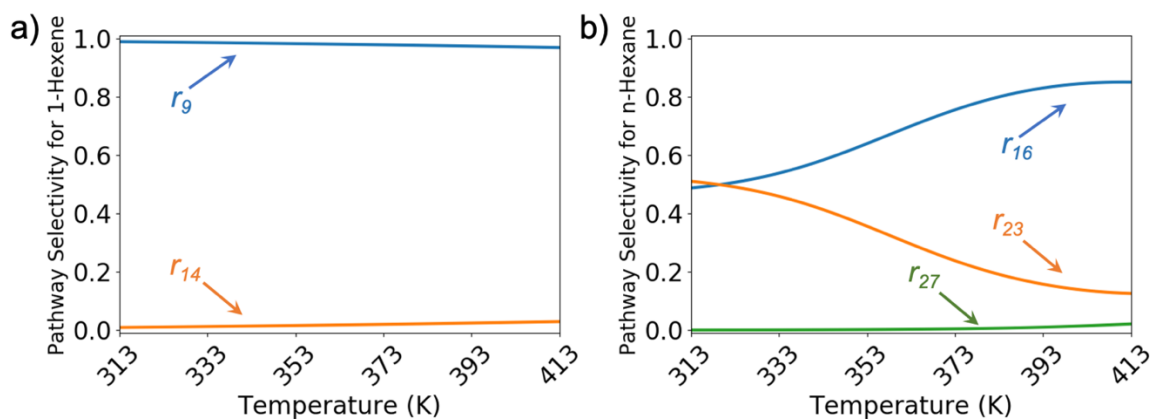 a)
Pathway Selectivity for 1-Hexene
1.0
0.8
0.6
0.4
0.2
0.0
r9
r14
313
333
353
373
393
413
Temperature (K)
b)
Pathway Selectivity for n-Hexane
1.0
0.8
0.6
0.4
0.2
0.0
r16
r23
r27
313
333
353
373
393
413
Temperature (K)